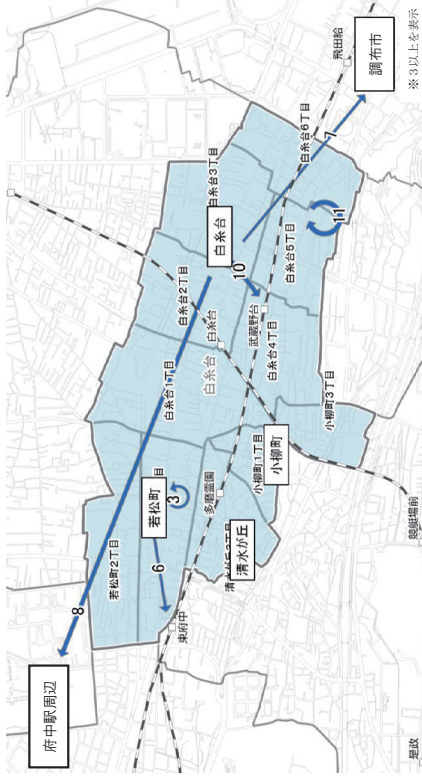 府中駅周辺
調布市
※3以上を表示
飛田給
白糸台6丁目
7
白糸台3丁目
白糸台
10
白糸台5丁目
11
武蔵野台
白糸台4丁目
白糸台2丁目
白糸台
白糸台
白糸台1丁目
小柳町3丁目
小柳町1丁目
小柳町
競艇場前
多磨霊園
若松町
目
3
6
若松町2丁目
清水が丘
東府中
8
是政